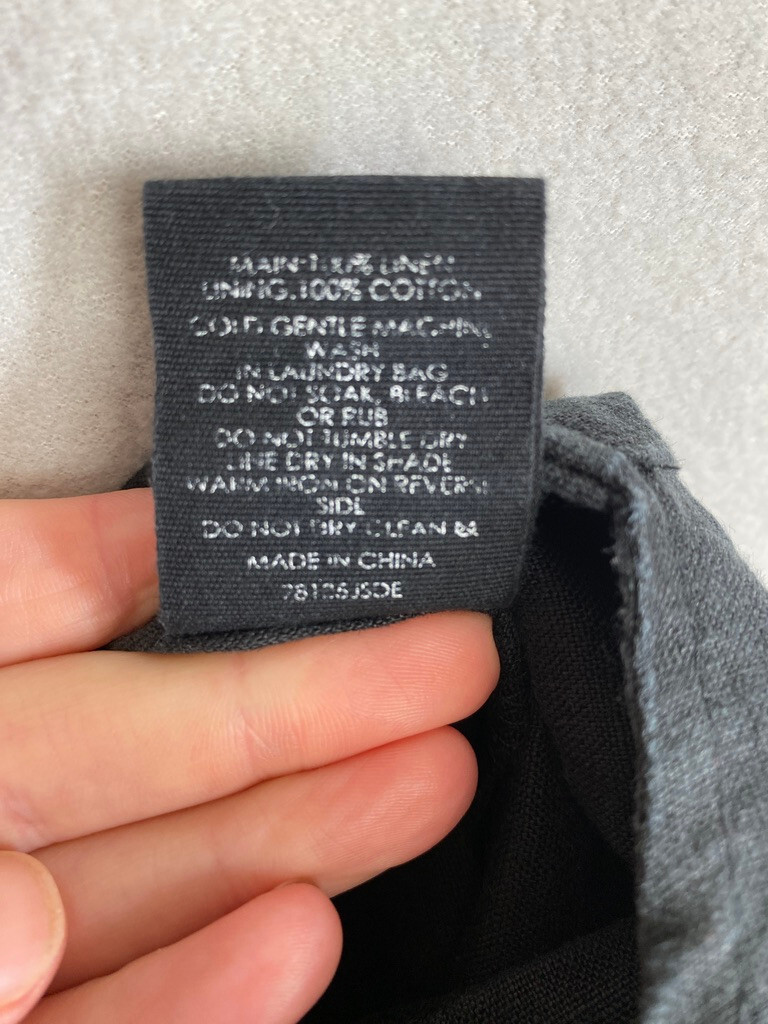 MAIN:100% LINEN
LINING:100% COTTON
COLD GENTLE MACHINE
WASH
IN LAUNDRY BAG
DO NOT SOAK, BLEACH
OR RUB
DO NOT TUMBLE DRY
LINE DRY IN SHADE
WARM IRON ON REVERSE
SIDE
DO NOT DRY CLEAN
MADE IN CHINA